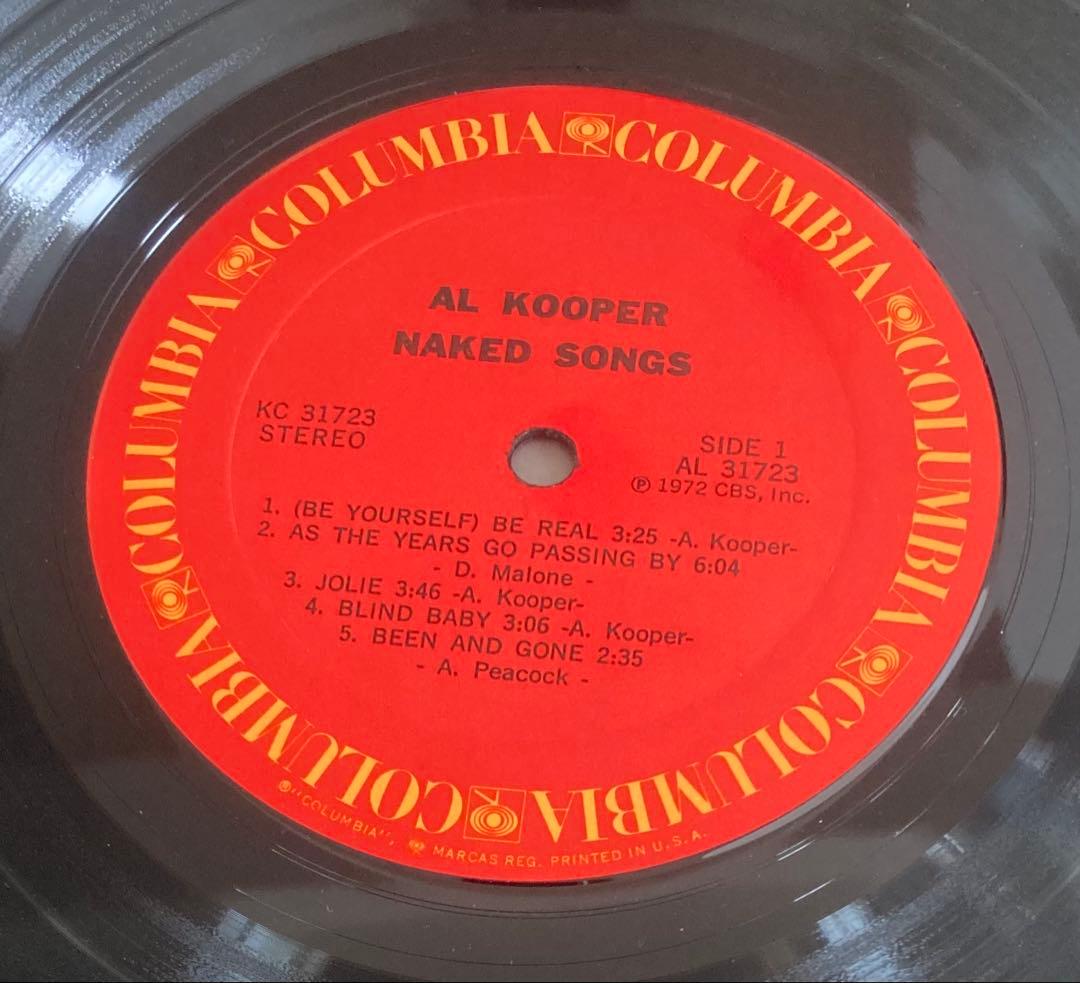 COLUMBIA COLUMBIA COLUMBIA COLUMBIA COLUMBIA COLUMBIA
AL KOOPER
NAKED SONGS
KC 31723
STEREO
SIDE 1
AL 31723
Ⓟ 1972 CBS, Inc.
1. (BE YOURSELF) BE REAL 3:25 -A. Kooper-
2. AS THE YEARS GO PASSING BY 6:04
- D. Malone -
3. JOLIE 3:46 -A. Kooper-
4. BLIND BABY 3:06 -A. Kooper-
5. BEEN AND GONE 2:35
- A. Peacock -
® "COLUMBIA", MARCAS REG. PRINTED IN U.S.A.